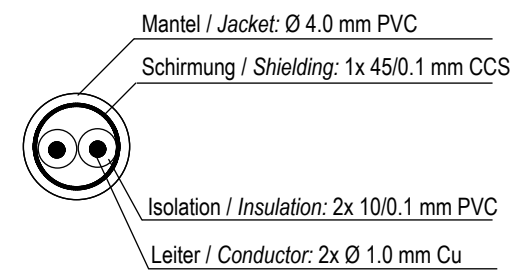 Mantel / Jacket: Ø 4.0 mm PVC
Schirmung / Shielding: 1x 45/0.1 mm CCS
Isolation / Insulation: 2x 10/0.1 mm PVC
Leiter / Conductor: 2x Ø 1.0 mm Cu